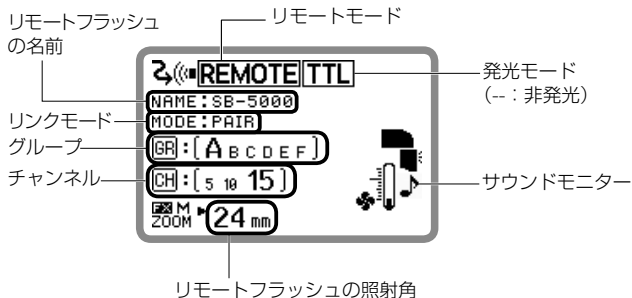 リモートフラッシュ
の名前
リモートモード
REMOTE TTL
発光モード
（--：非発光）
NAME:SB-5000
リンクモード
MODE:PAIR
グループ
GR:(A B C D E F)
チャンネル
CH:(5 10 15)
サウンドモニター
FX M
ZOOM 24 mm
リモートフラッシュの照射角